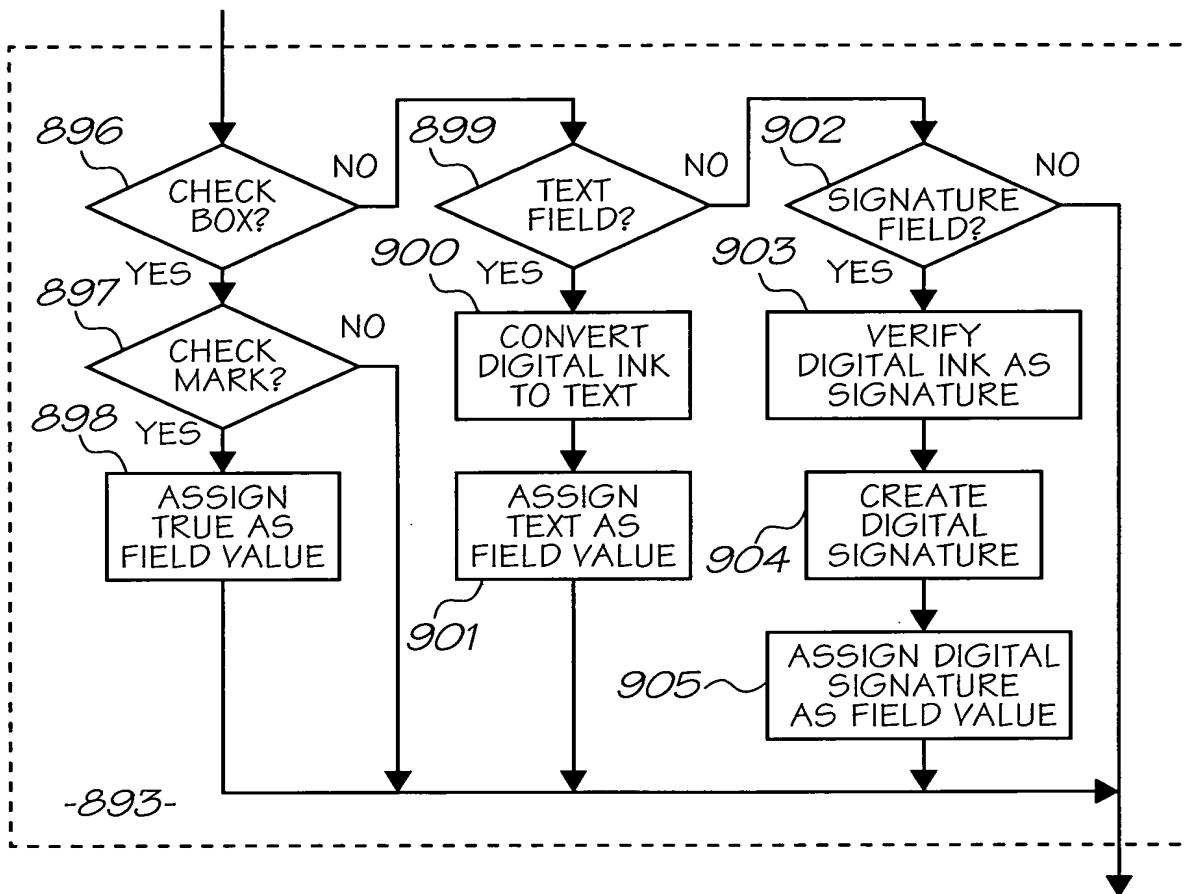 896
CHECK
BOX?
NO
YES
897
CHECK
MARK?
NO
YES
898
ASSIGN
TRUE AS
FIELD VALUE
899
TEXT
FIELD?
NO
YES
900
CONVERT
DIGITAL INK
TO TEXT
ASSIGN
TEXT AS
FIELD VALUE
901
902
SIGNATURE
FIELD?
NO
YES
903
VERIFY
DIGITAL INK AS
SIGNATURE
CREATE
DIGITAL
SIGNATURE
904
ASSIGN DIGITAL
SIGNATURE
AS FIELD VALUE
905
-893-